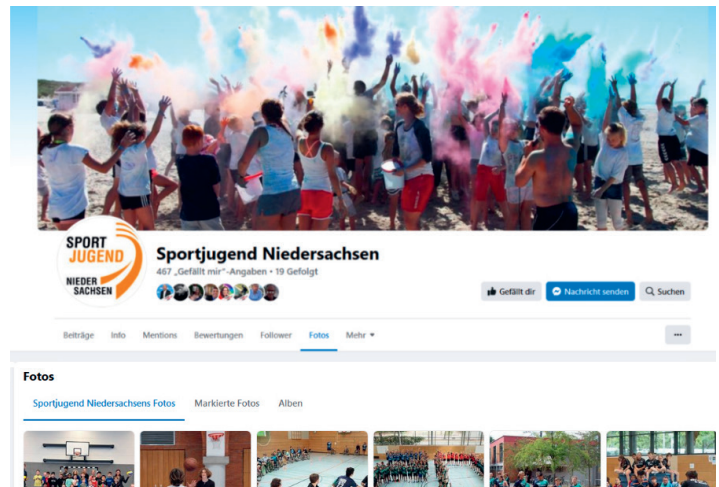 SPORT
JUGEND
NIEDER
SACHSEN
Sportjugend Niedersachsen
467 „Gefällt mir“-Angaben • 19 Gefolgt
Gefällt dir Nachricht senden Suchen
Beiträge Info Mentions Bewertungen Follower Fotos Mehr
Fotos
Sportjugend Niedersachsens Fotos Markierte Fotos Alben